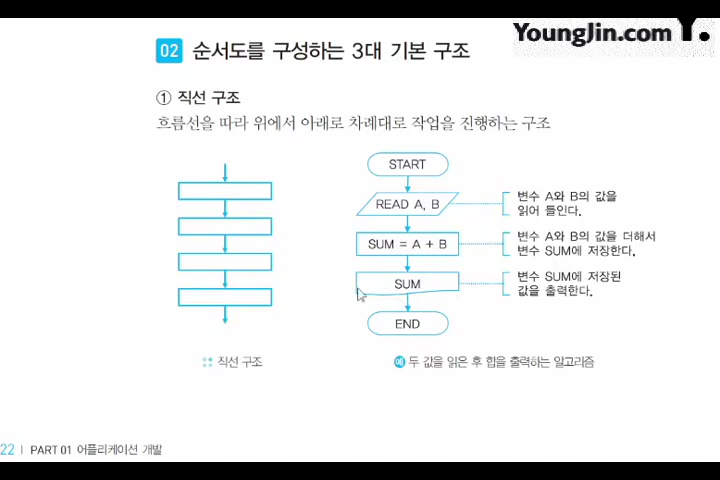 YoungJin.com Y.
02 순서도를 구성하는 3대 기본 구조
① 직선 구조
흐름선을 따라 위에서 아래로 차례대로 작업을 진행하는 구조
START
READ A, B
변수 A와 B의 값을
읽어 들인다.
SUM = A + B
변수 A와 B의 값을 더해서
변수 SUM에 저장한다.
SUM
변수 SUM에 저장된
값을 출력한다.
END
직선 구조
예 두 값을 읽은 후 합을 출력하는 알고리즘
22 | PART 01 어플리케이션 개발